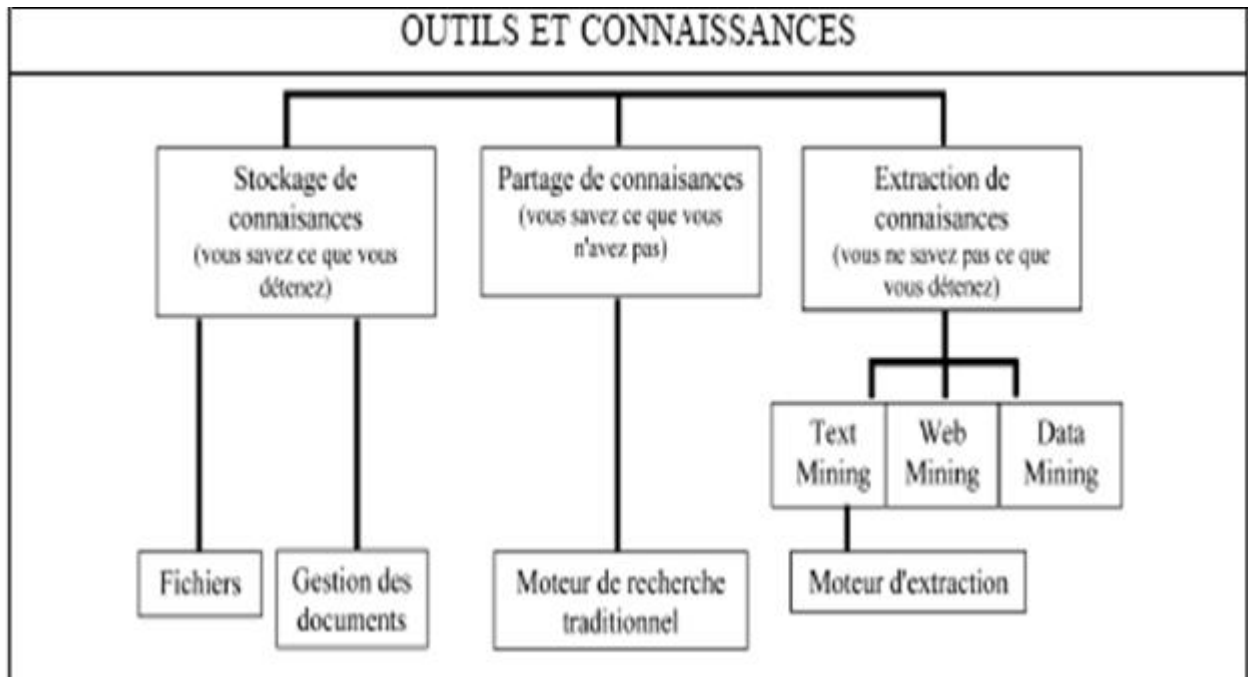 OUTILS ET CONNAISSANCES
Stockage de
connaisances
(vous savez ce que vous
détenez)
Partage de connaisances
(vous savez ce que vous
n'avez pas)
Extraction de
connaisances
(vous ne savez pas ce que
vous détenez)
Text
Mining
Web
Mining
Data
Mining
Fichiers
Gestion des
documents
Moteur de recherche
traditionnel
Moteur d'extraction